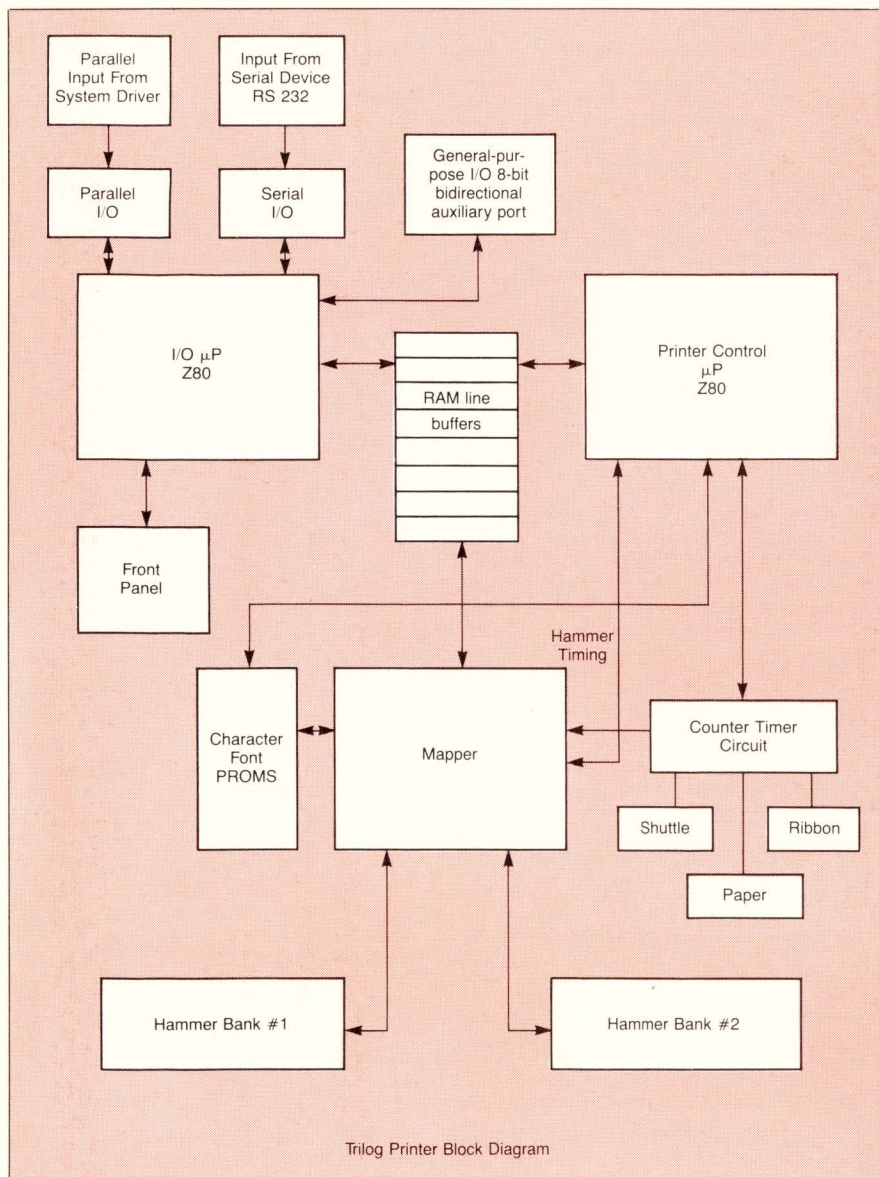 Parallel
Input From
System Driver
Input From
Serial Device
RS 232
General-pur-
pose I/O 8-bit
bidirectional
auxiliary port
Parallel
I/O
Serial
I/O
I/O μP
Z80
RAM line
buffers
Printer Control
μP
Z80
Front
Panel
Hammer
Timing
Character
Font
PROMS
Mapper
Counter Timer
Circuit
Shuttle
Ribbon
Paper
Hammer Bank #1
Hammer Bank #2
Trilog Printer Block Diagram